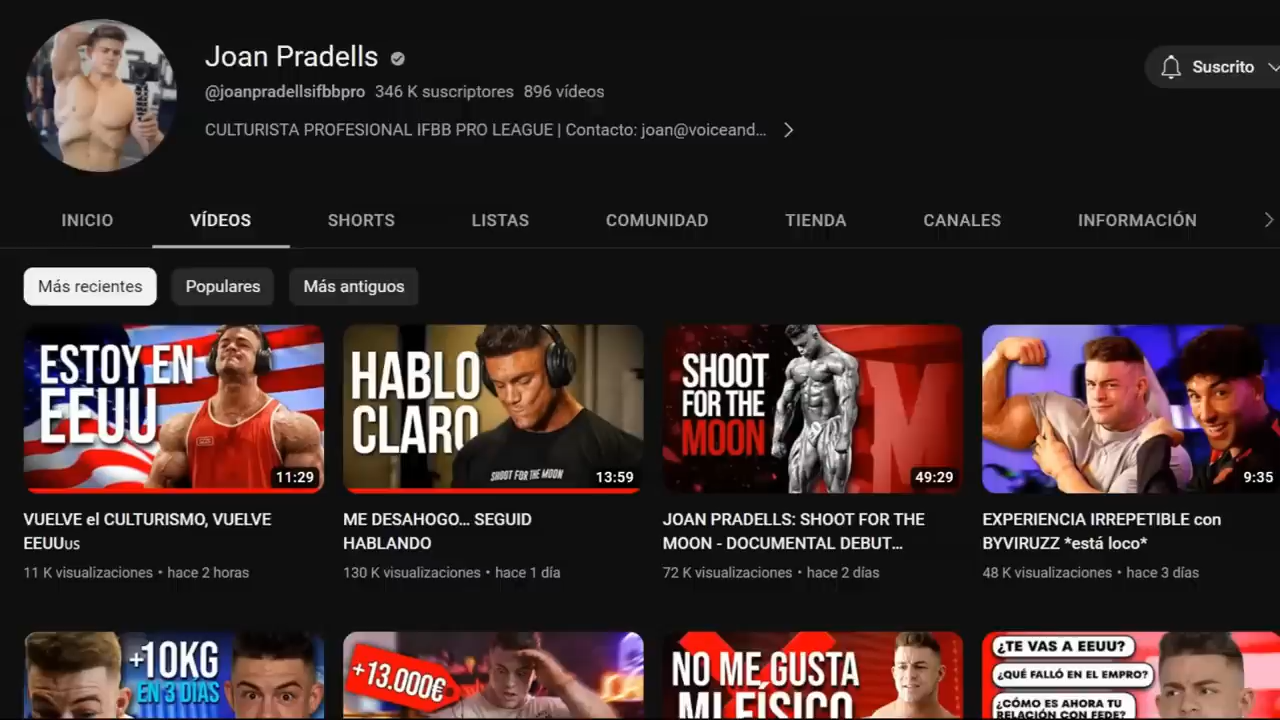 Joan Pradells
@joanpradellsifbbpro 346 K suscriptores 896 vídeos
CULTURISTA PROFESIONAL IFBB PRO LEAGUE | Contacto: joan@voiceand...
Suscrito
INICIO VÍDEOS SHORTS LISTAS COMUNIDAD TIENDA CANALES INFORMACIÓN
Más recientes Populares Más antiguos
ESTOY EN
EEUU
11:29
HABLO
CLARO
SHOOT FOR THE MOON
13:59
SHOOT
FOR THE
MOON
M
49:29
9:35
VUELVE el CULTURISMO, VUELVE
EEUUus
11 K visualizaciones • hace 2 horas
ME DESAHOGO... SEGUID
HABLANDO
130 K visualizaciones • hace 1 día
JOAN PRADELLS: SHOOT FOR THE
MOON - DOCUMENTAL DEBUT...
72 K visualizaciones • hace 2 días
EXPERIENCIA IRREPETIBLE con
BYVIRUZZ *está loco*
48 K visualizaciones • hace 3 días
+10KG
EN 3 DIAS
+13.000€
NO ME GUSTA
MI FÍSICO
¿TE VAS A EEUU?
¿QUÉ FALLÓ EN EL EMPRO?
¿CÓMO ES AHORA TU
RELACIÓN CON FEDE?